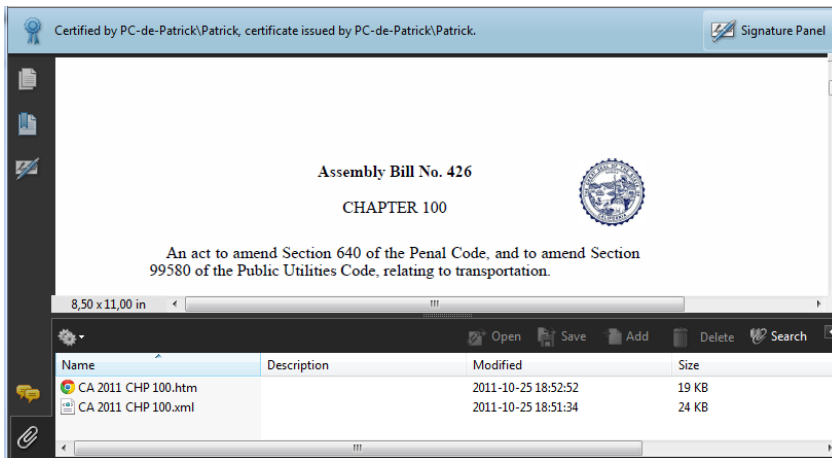 Certified by PC-de-Patrick\Patrick, certificate issued by PC-de-Patrick\Patrick.
Signature Panel
Assembly Bill No. 426
CHAPTER 100
An act to amend Section 640 of the Penal Code, and to amend Section
99580 of the Public Utilities Code, relating to transportation.
8,50 x 11,00 in
Open Save Add Delete Search
Name Description Modified Size
CA 2011 CHP 100.htm 2011-10-25 18:52:52 19 KB
CA 2011 CHP 100.xml 2011-10-25 18:51:34 24 KB